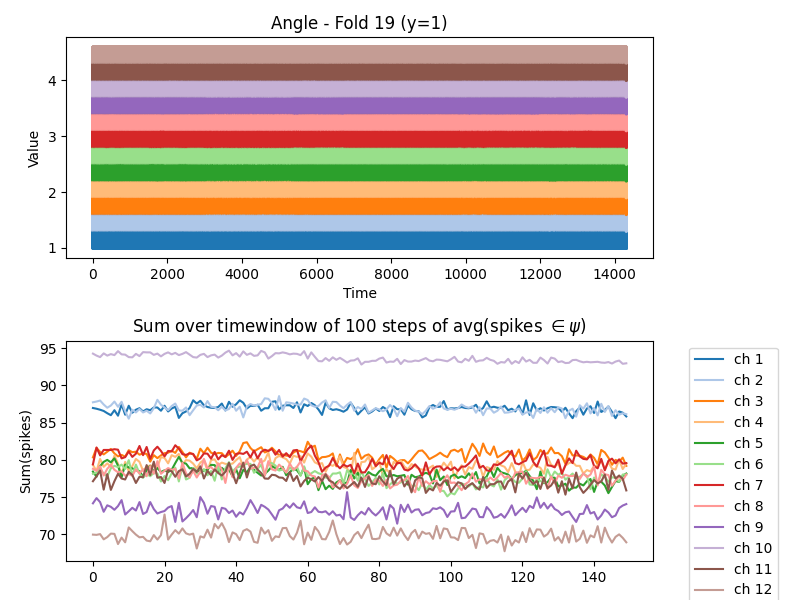 Angle - Fold 19 (y=1)
Value
4
3
2
1
0 2000 4000 6000 8000 10000 12000 14000
Time
Sum over timewindow of 100 steps of avg(spikes ∈ψ)
Sum(spikes)
95
90
85
80
75
70
0 20 40 60 80 100 120 140
ch 1
ch 2
ch 3
ch 4
ch 5
ch 6
ch 7
ch 8
ch 9
ch 10
ch 11
ch 12